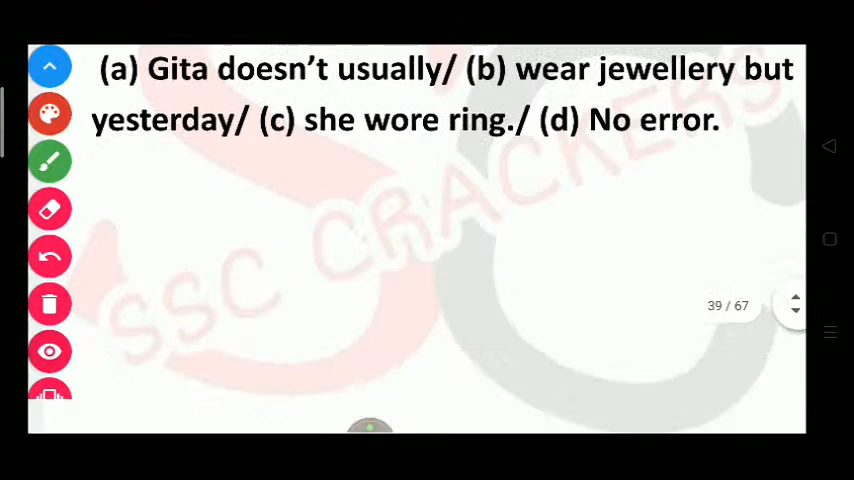 (a) Gita doesn't usually/ (b) wear jewellery but
yesterday/ (c) she wore ring./ (d) No error.
SSC CRACKERS
39 / 67